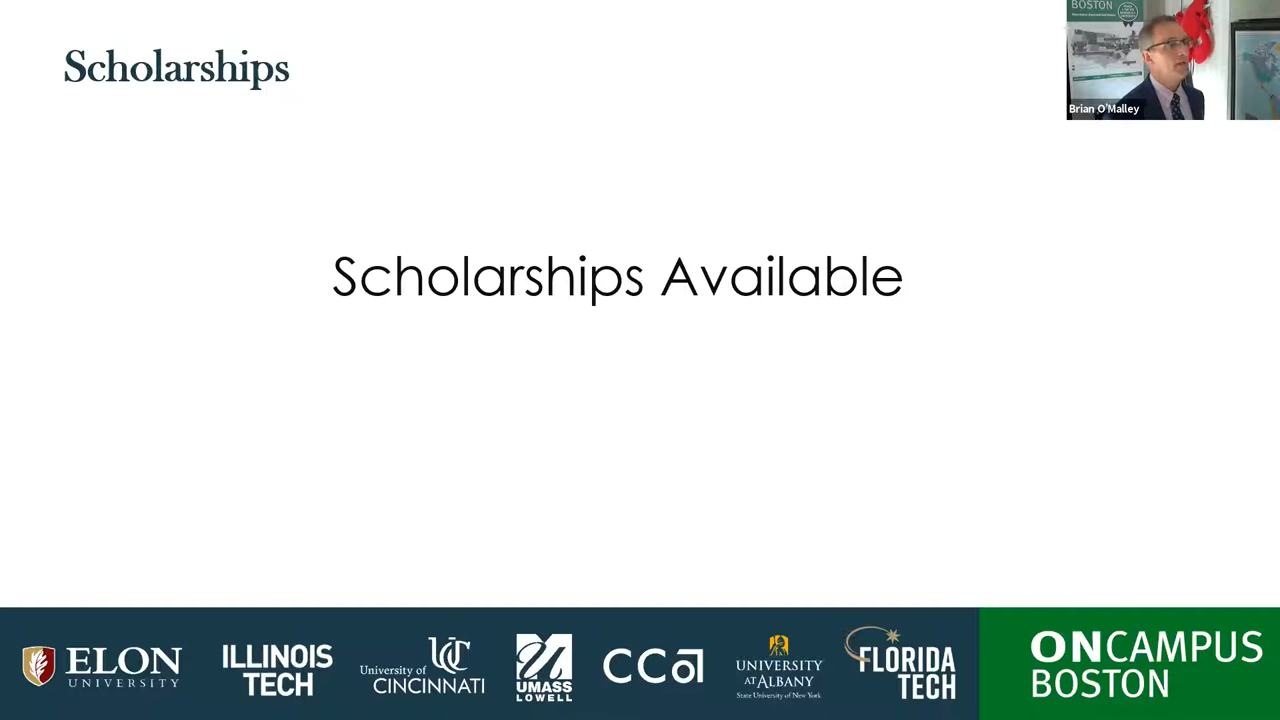 Scholarships
BOSTON
Brian O'Malley
Scholarships Available
ELON
UNIVERSITY
ILLINOIS
TECH
University of
UC
CINCINNATI
UMASS
LOWELL
CCA
UNIVERSITY
AT ALBANY
State University of New York
FLORIDA
TECH
ONCAMPUS
BOSTON